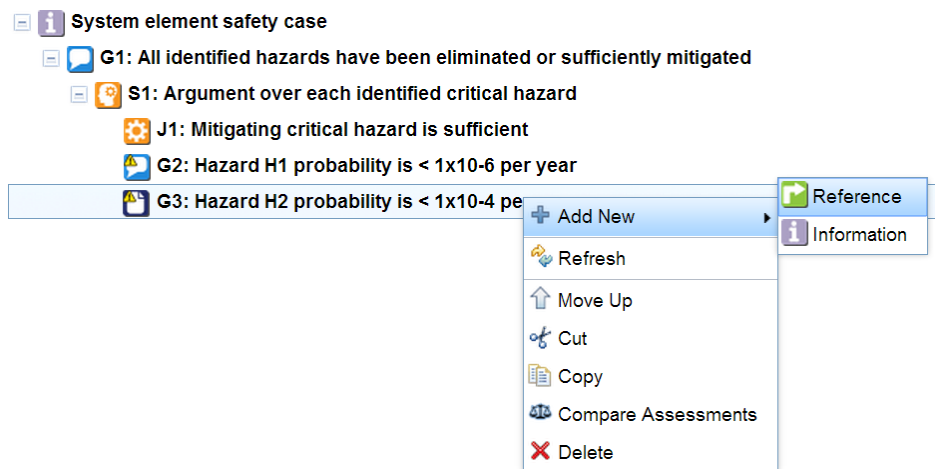 System element safety case
G1: All identified hazards have been eliminated or sufficiently mitigated
S1: Argument over each identified critical hazard
J1: Mitigating critical hazard is sufficient
G2: Hazard H1 probability is < 1x10-6 per year
G3: Hazard H2 probability is < 1x10-4 pe
Add New
Reference
Information
Refresh
Move Up
Cut
Copy
Compare Assessments
Delete